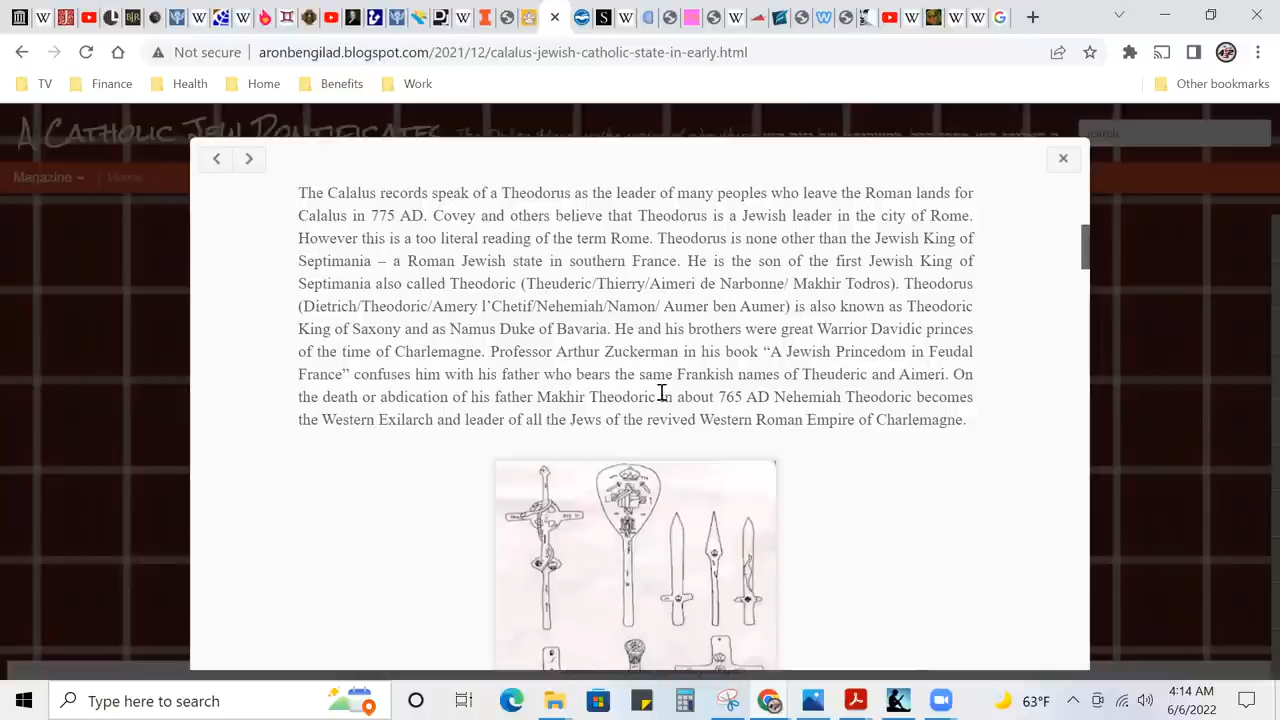 Not secure
aronbengilad.blogspot.com/2021/12/calalus-jewish-catholic-state-in-early.html
TV Finance Health Home Benefits Work Other bookmarks
A Catholic Jew Pontificates
search
Magazine Home
The Calalus records speak of a Theodorus as the leader of many peoples who leave the Roman lands for
Calalus in 775 AD. Covey and others believe that Theodorus is a Jewish leader in the city of Rome.
However this is a too literal reading of the term Rome. Theodorus is none other than the Jewish King of
Septimania – a Roman Jewish state in southern France. He is the son of the first Jewish King of
Septimania also called Theodoric (Theuderic/Thierry/Aimeri de Narbonne/ Makhir Todros). Theodorus
(Dietrich/Theodoric/Amery l’Chetif/Nehemiah/Namon/ Aumer ben Aumer) is also known as Theodoric
King of Saxony and as Namus Duke of Bavaria. He and his brothers were great Warrior Davidic princes
of the time of Charlemagne. Professor Arthur Zuckerman in his book “A Jewish Princedom in Feudal
France” confuses him with his father who bears the same Frankish names of Theuderic and Aimeri. On
the death or abdication of his father Makhir Theodoric in about 765 AD Nehemiah Theodoric becomes
the Western Exilarch and leader of all the Jews of the revived Western Roman Empire of Charlemagne.
Type here to search
63°F
4:14 AM
6/6/2022